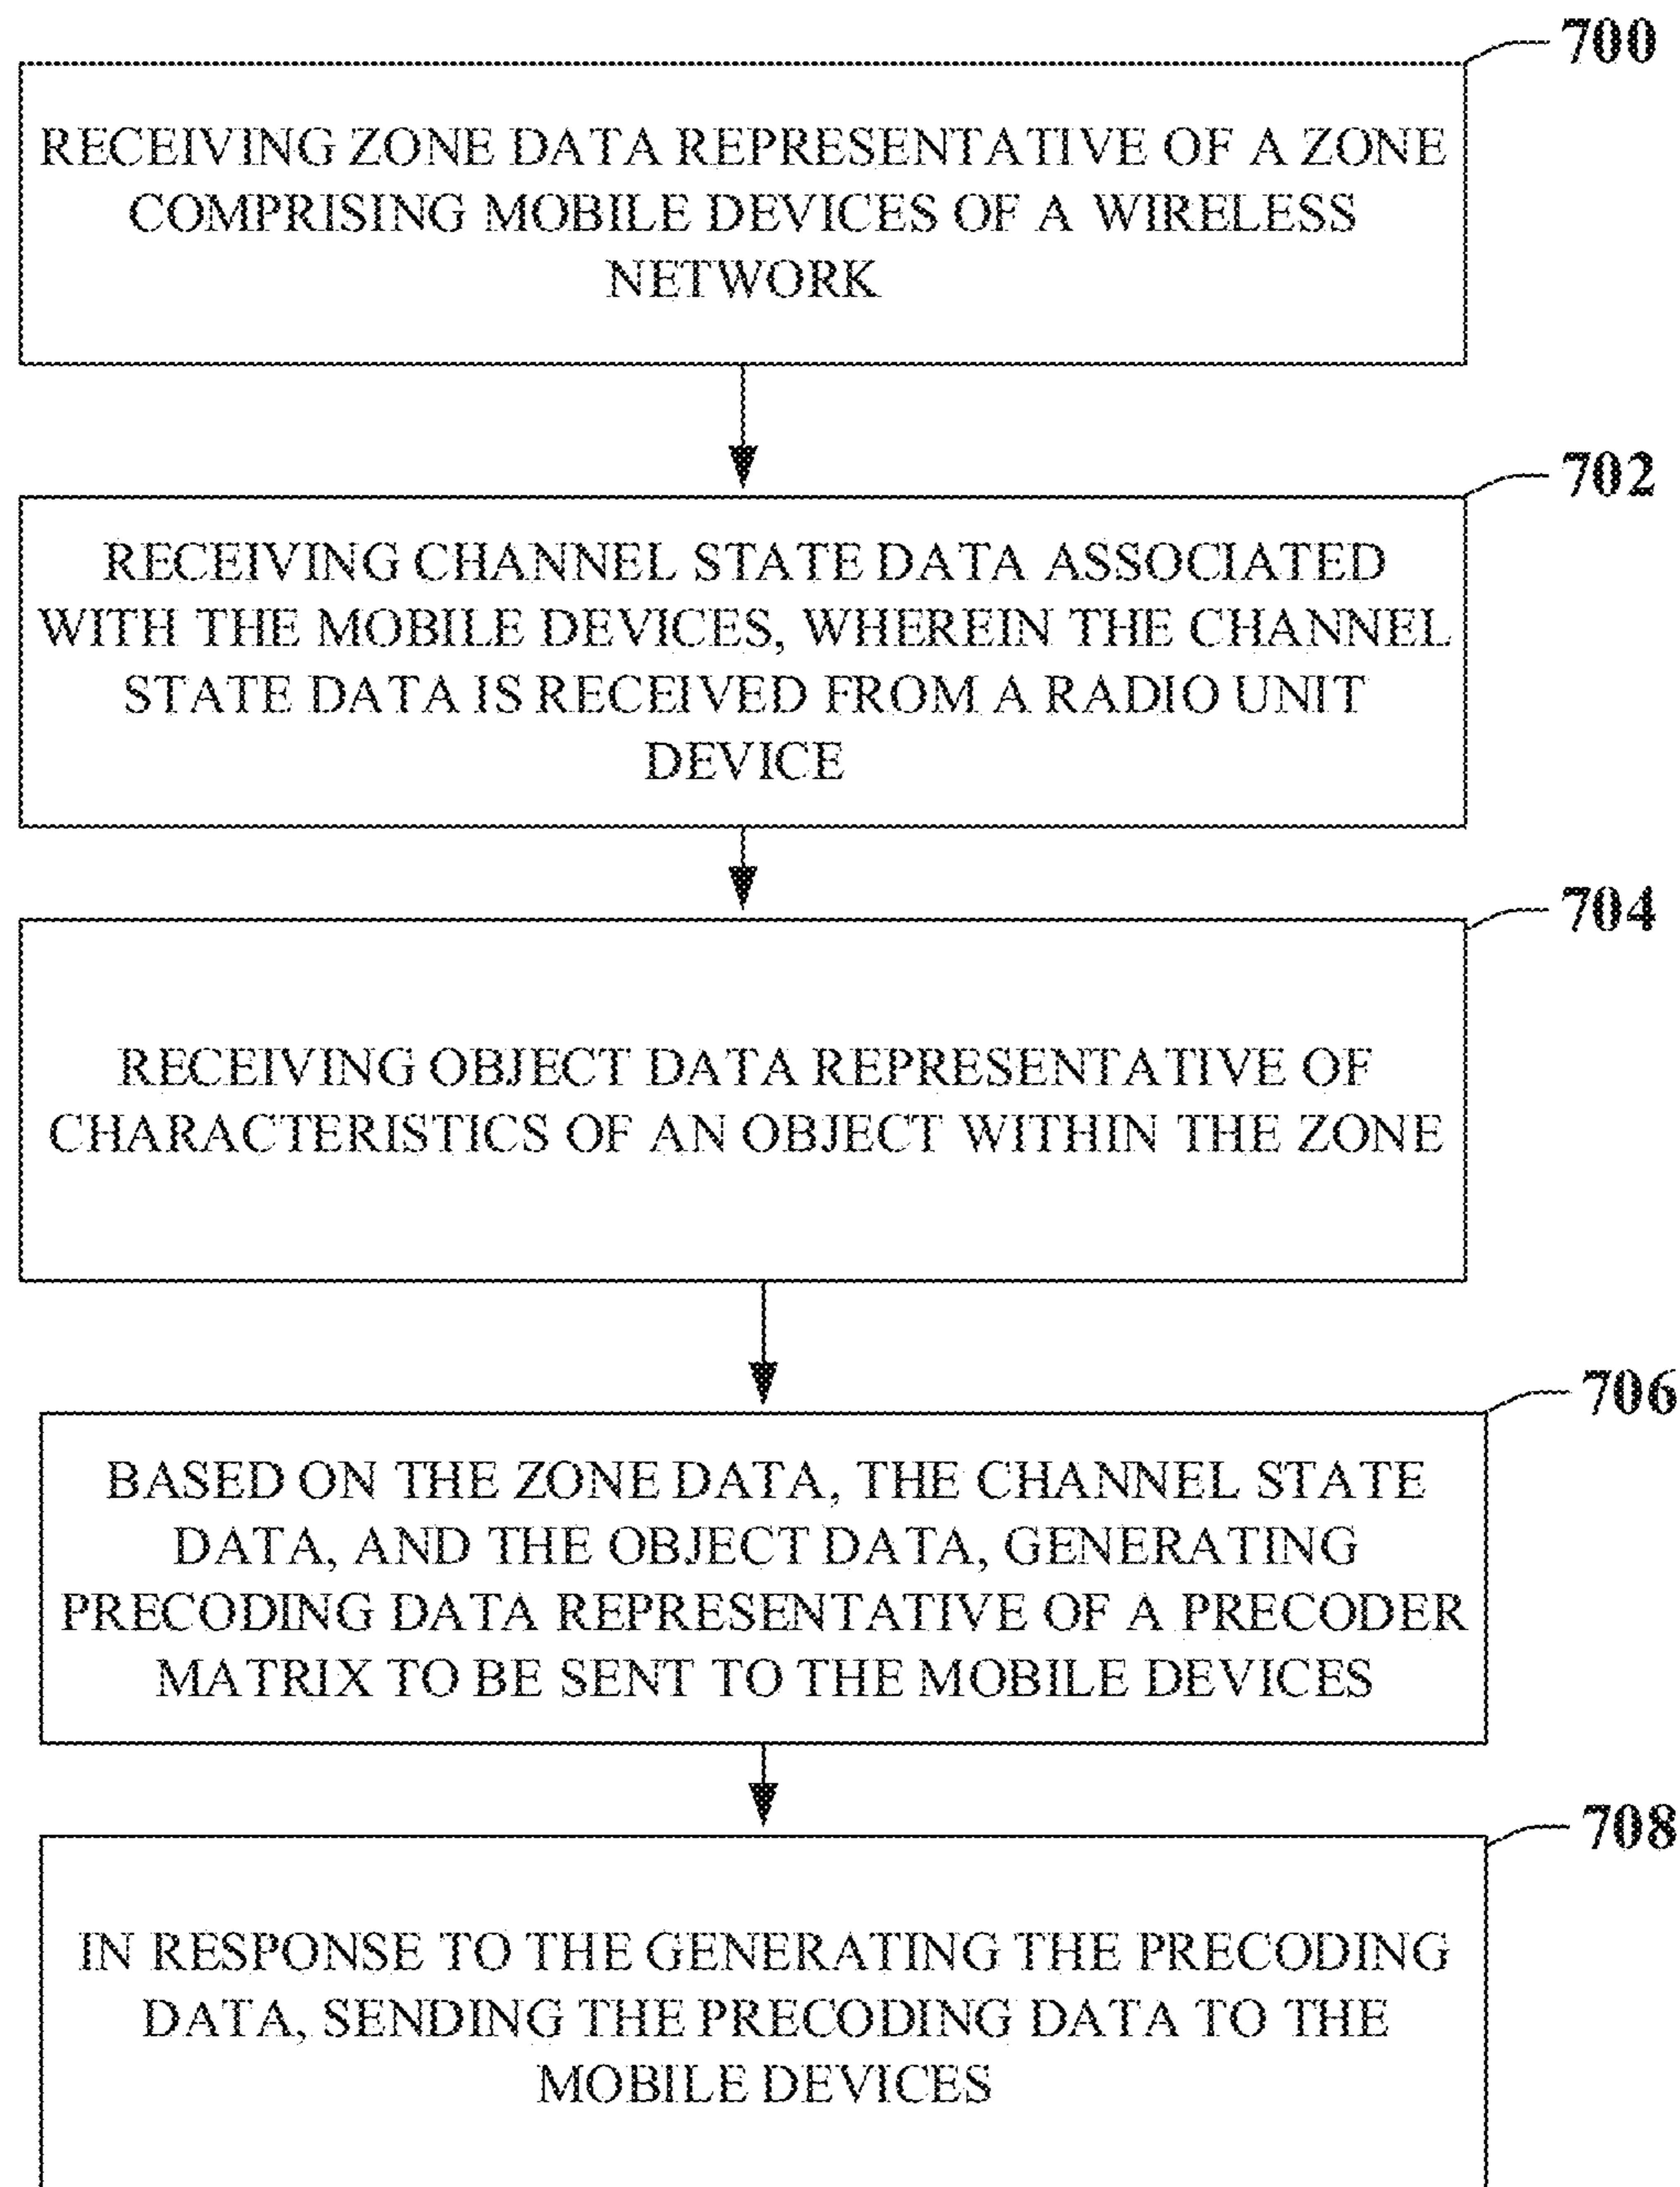 700
RECEIVING ZONE DATA REPRESENTATIVE OF A ZONE
COMPRISING MOBILE DEVICES OF A WIRELESS
NETWORK
702
RECEIVING CHANNEL STATE DATA ASSOCIATED
WITH THE MOBILE DEVICES, WHEREIN THE CHANNEL
STATE DATA IS RECEIVED FROM A RADIO UNIT
DEVICE
704
RECEIVING OBJECT DATA REPRESENTATIVE OF
CHARACTERISTICS OF AN OBJECT WITHIN THE ZONE
706
BASED ON THE ZONE DATA, THE CHANNEL STATE
DATA, AND THE OBJECT DATA, GENERATING
PRECODING DATA REPRESENTATIVE OF A PRECODER
MATRIX TO BE SENT TO THE MOBILE DEVICES
708
IN RESPONSE TO THE GENERATING THE PRECODING
DATA, SENDING THE PRECODING DATA TO THE
MOBILE DEVICES